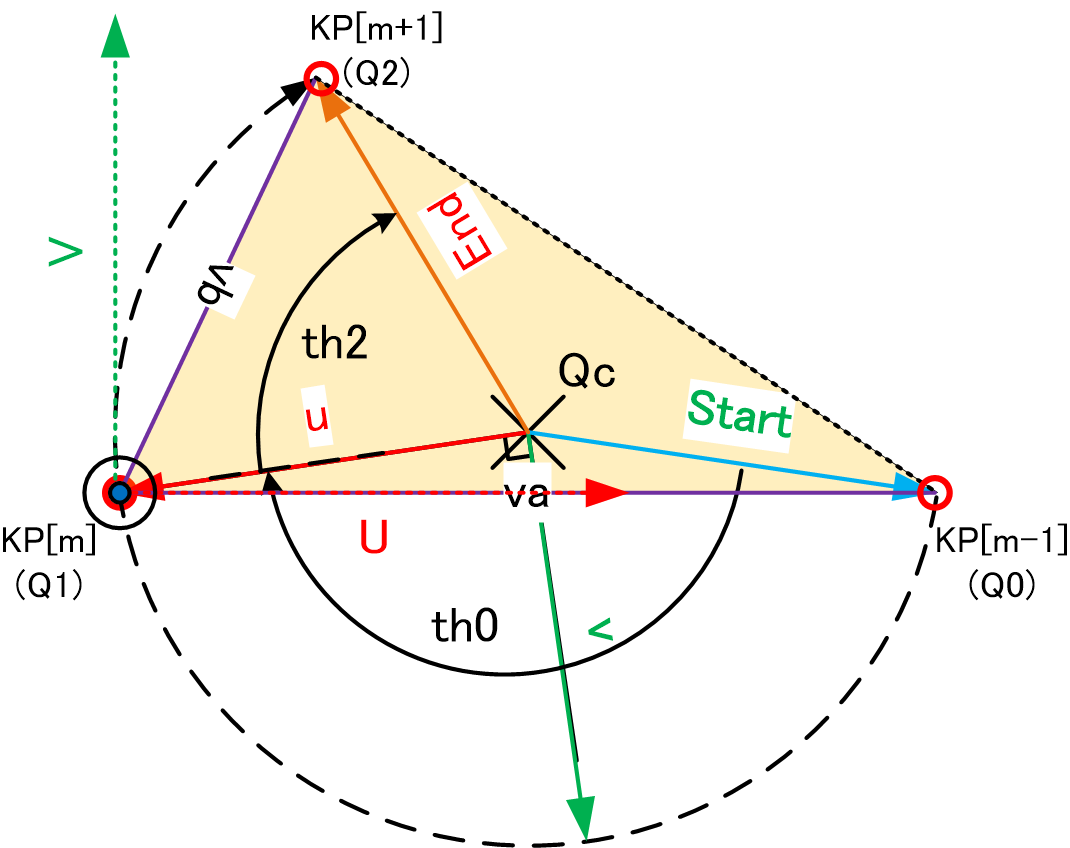 KP[m+1]
(Q2)
V
End
vb
th2
Qc
u
Start
va
KP[m]
(Q1)
U
KP[m-1]
(Q0)
th0
v